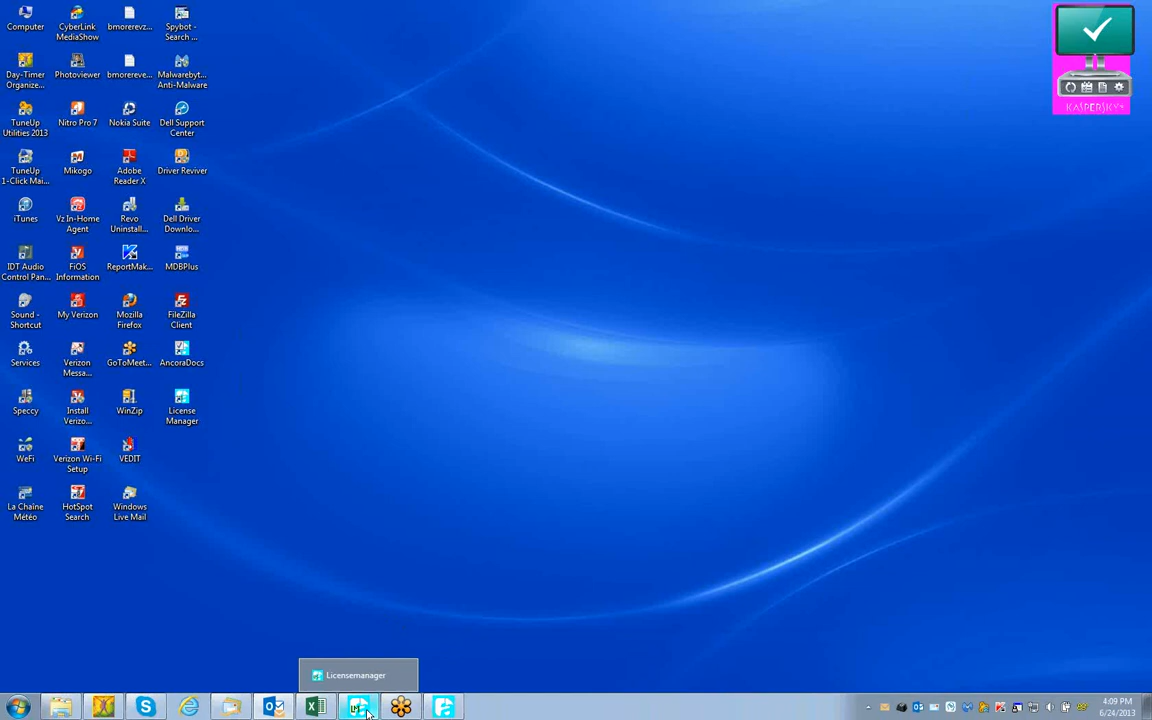 Computer
CyberLink
MediaShow
bmorerevz...
Spybot -
Search ...
Day-Timer
Organize...
Photoviewer
bmorereve...
Malwarebyt...
Anti-Malware
TuneUp
Utilities 2013
Nitro Pro 7
Nokia Suite
Dell Support
Center
TuneUp
1-Click Mai...
Mikogo
Adobe
Reader X
Driver Reviver
iTunes
Vz In-Home
Agent
Revo
Uninstall...
Dell Driver
Downlo...
IDT Audio
Control Pan...
FiOS
Information
ReportMak...
MDBPlus
Sound -
Shortcut
My Verizon
Mozilla
Firefox
FileZilla
Client
Services
Verizon
Messa...
GoToMeet...
AncoraDocs
Speccy
Install
Verizo...
WinZip
License
Manager
WeFi
Verizon Wi-Fi
Setup
VEDIT
La Chaîne
Météo
HotSpot
Search
Windows
Live Mail
KASPERSKY
Licensemanager
4:09 PM
6/24/2013